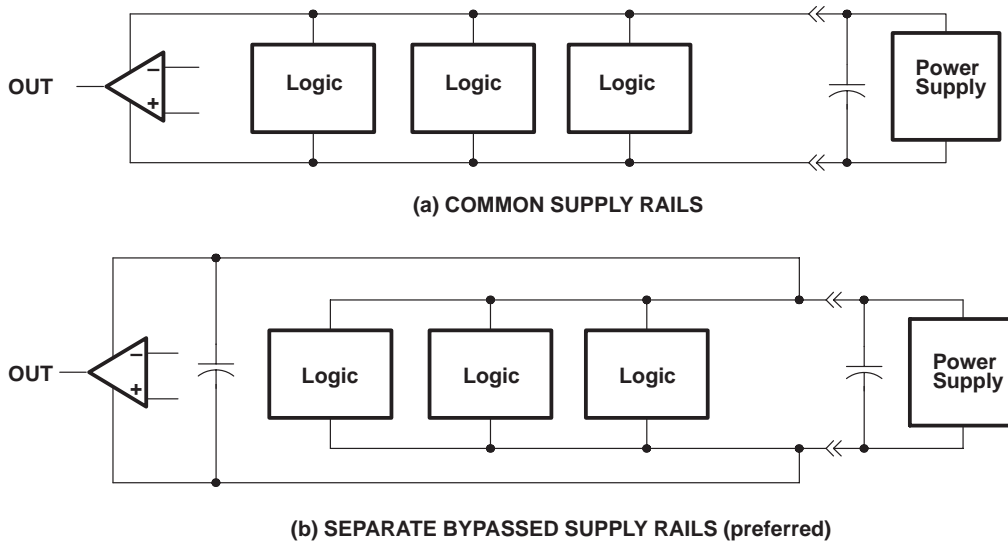 OUT
−
+
Logic
Logic
Logic
Power
Supply
(a) COMMON SUPPLY RAILS
OUT
−
+
Logic
Logic
Logic
Power
Supply
(b) SEPARATE BYPASSED SUPPLY RAILS (preferred)